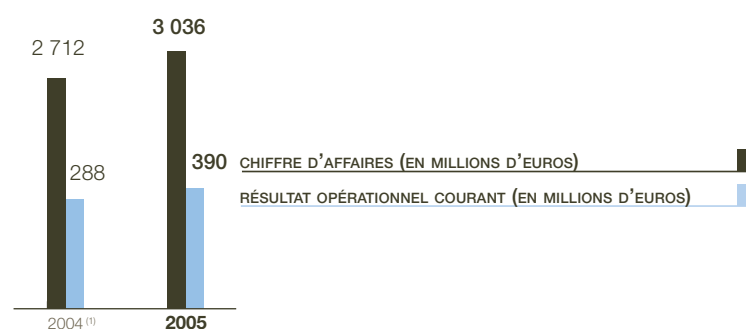 3 036
2 712
390 CHIFFRE D'AFFAIRES (EN MILLIONS D'EUROS)
288
RÉSULTAT OPÉRATIONNEL COURANT (EN MILLIONS D'EUROS)
2004 (1) 2005